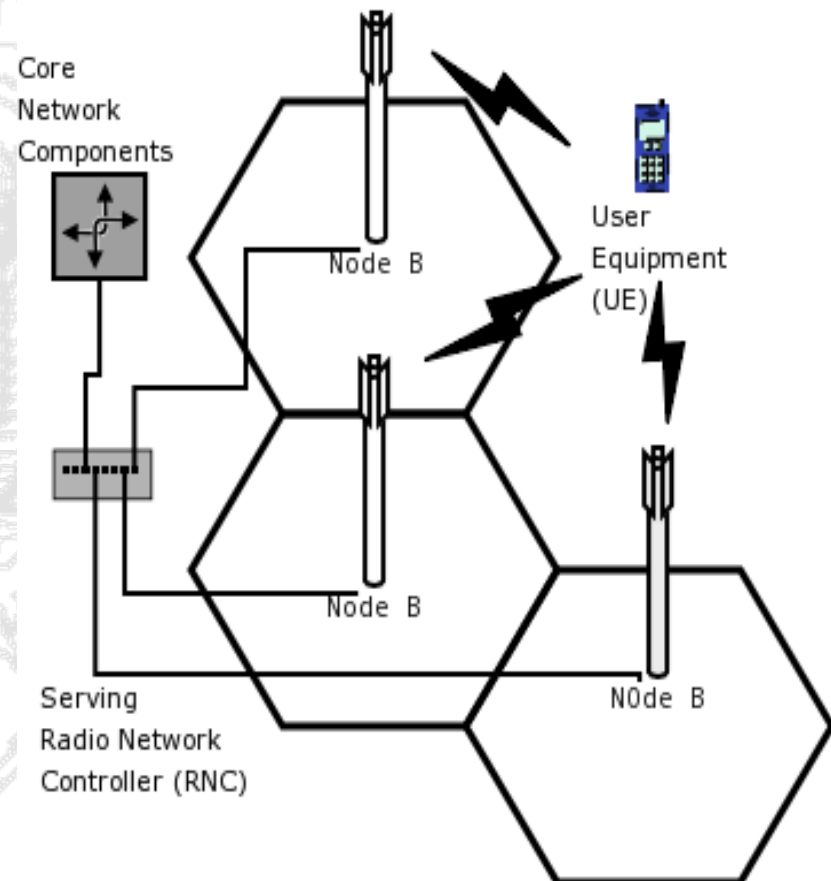 Core
Network
Components
User
Equipment
(UE)
Node B
Node B
N0de B
Serving
Radio Network
Controller (RNC)